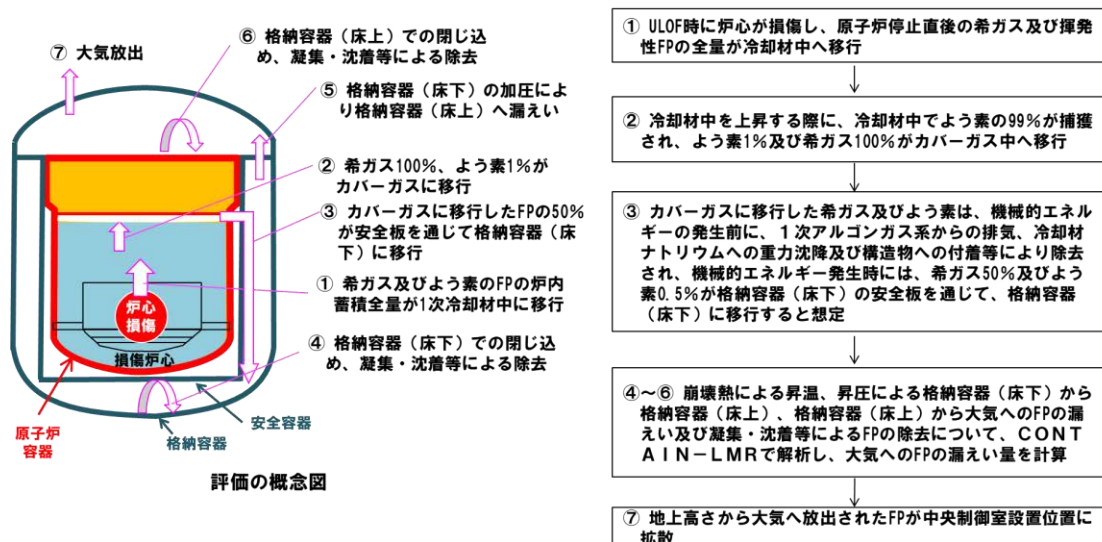 ⑦ 大気放出
⑥ 格納容器（床上）での閉じ込
め、凝集・沈着等による除去
⑤ 格納容器（床下）の加圧によ
り格納容器（床上）へ漏えい
② 希ガス100%、よう素1%が
カバーガスに移行
③ カバーガスに移行したFPの50%
が安全板を通じて格納容器（床
下）に移行
① 希ガス及びよう素のFPの炉内
蓄積全量が1次冷却材中に移行
炉心
損傷
損傷炉心
④ 格納容器（床下）での閉じ込
め、凝集・沈着等による除去
原子炉
容器
格納容器
安全容器
評価の概念図
① ULOF時に炉心が損傷し、原子炉停止直後の希ガス及び揮発
性FPの全量が冷却材中へ移行
② 冷却材中を上昇する際に、冷却材中でよう素の99%が捕獲
され、よう素1%及び希ガス100%がカバーガス中へ移行
③ カバーガスに移行した希ガス及びよう素は、機械的エネル
ギーの発生前に、１次アルゴンガス系からの排気、冷却材
ナトリウムへの重力沈降及び構造物への付着等により除去
され、機械的エネルギー発生時には、希ガス50%及びよう
素0.5%が格納容器（床下）の安全板を通じて、格納容器
（床下）に移行すると想定
④～⑥ 崩壊熱による昇温、昇圧による格納容器（床下）から
格納容器（床上）、格納容器（床上）から大気へのFPの漏
えい及び凝集・沈着等によるFPの除去について、ＣＯＮＴ
ＡＩＮ－ＬＭＲで解析し、大気へのFPの漏えい量を計算
⑦ 地上高さから大気へ放出されたFPが中央制御室設置位置に
拡散